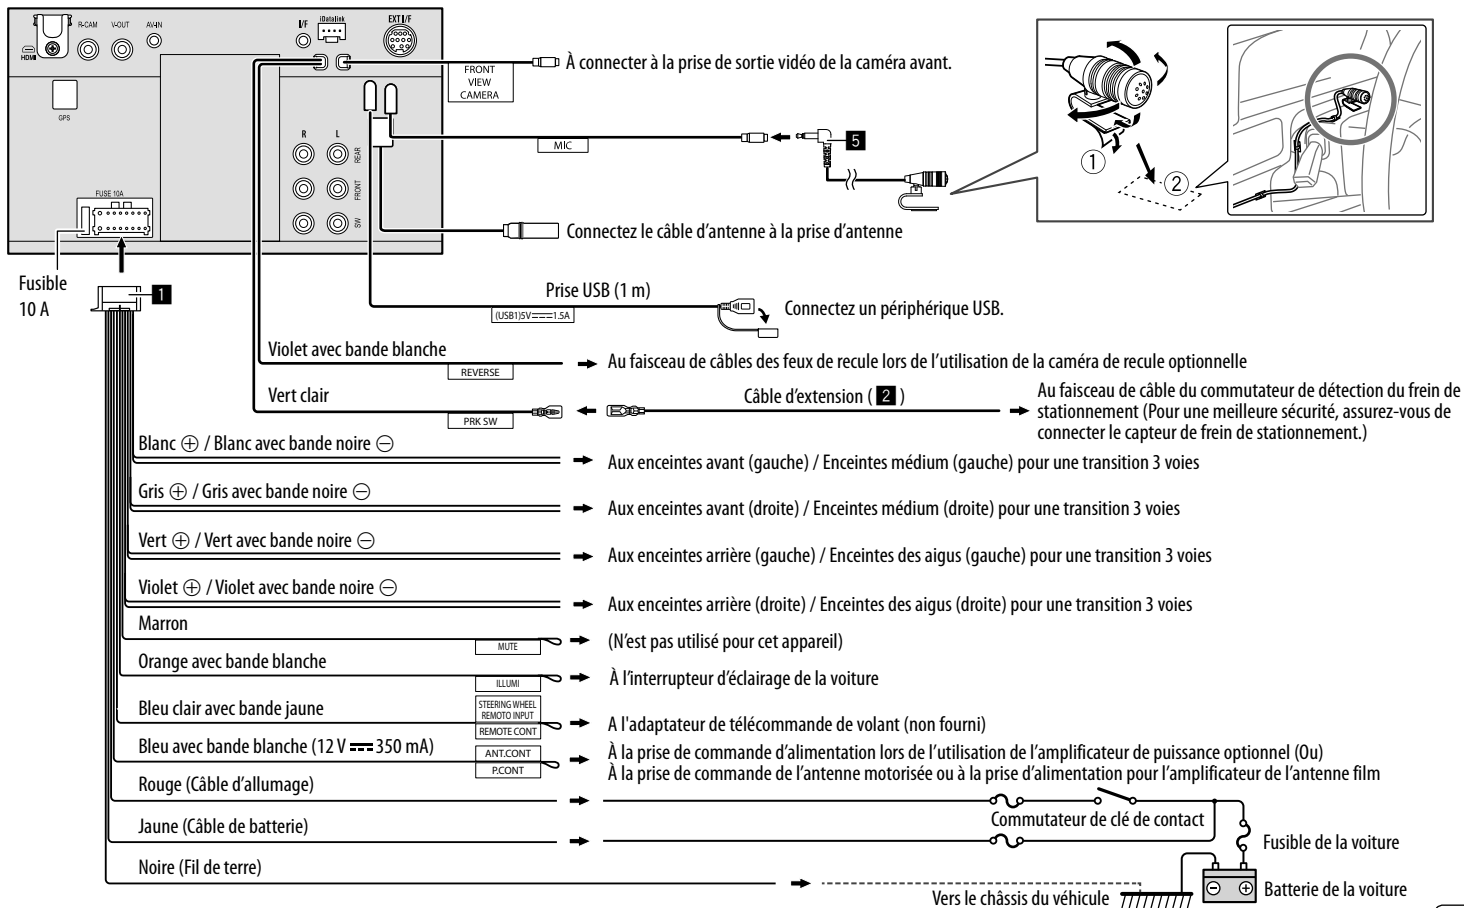 R-CAM V-OUT AV-IN I/F iDatalink EXT I/F
HDMI
GPS
FUSE 10A
R L
REAR
FRONT
SW
FRONT
VIEW
CAMERA
À connecter à la prise de sortie vidéo de la caméra avant.
MIC
5
1
2
Connectez le câble d'antenne à la prise d'antenne
Fusible
10 A
1
Prise USB (1 m)
(USB1)5V 1.5A
Connectez un périphérique USB.
Violet avec bande blanche
REVERSE
Au faisceau de câbles des feux de recule lors de l'utilisation de la caméra de recule optionnelle
Vert clair
PRK SW
Câble d'extension ( 2 )
Au faisceau de câble du commutateur de détection du frein de
stationnement (Pour une meilleure sécurité, assurez-vous de
connecter le capteur de frein de stationnement.)
Blanc ⊕ / Blanc avec bande noire ⊖
Aux enceintes avant (gauche) / Enceintes médium (gauche) pour une transition 3 voies
Gris ⊕ / Gris avec bande noire ⊖
Aux enceintes avant (droite) / Enceintes médium (droite) pour une transition 3 voies
Vert ⊕ / Vert avec bande noire ⊖
Aux enceintes arrière (gauche) / Enceintes des aigus (gauche) pour une transition 3 voies
Violet ⊕ / Violet avec bande noire ⊖
Aux enceintes arrière (droite) / Enceintes des aigus (droite) pour une transition 3 voies
Marron
MUTE
(N'est pas utilisé pour cet appareil)
Orange avec bande blanche
ILLUMI
À l'interrupteur d'éclairage de la voiture
Bleu clair avec bande jaune
STEERING WHEEL
REMOTO INPUT
REMOTE CONT
A l'adaptateur de télécommande de volant (non fourni)
Bleu avec bande blanche (12 V 350 mA)
ANT.CONT
P.CONT
À la prise de commande d'alimentation lors de l'utilisation de l'amplificateur de puissance optionnel (Ou)
À la prise de commande de l'antenne motorisée ou à la prise d'alimentation pour l'amplificateur de l'antenne film
Rouge (Câble d'allumage)
Commutateur de clé de contact
Jaune (Câble de batterie)
Fusible de la voiture
Noire (Fil de terre)
Vers le châssis du véhicule
⊖ ⊕
Batterie de la voiture